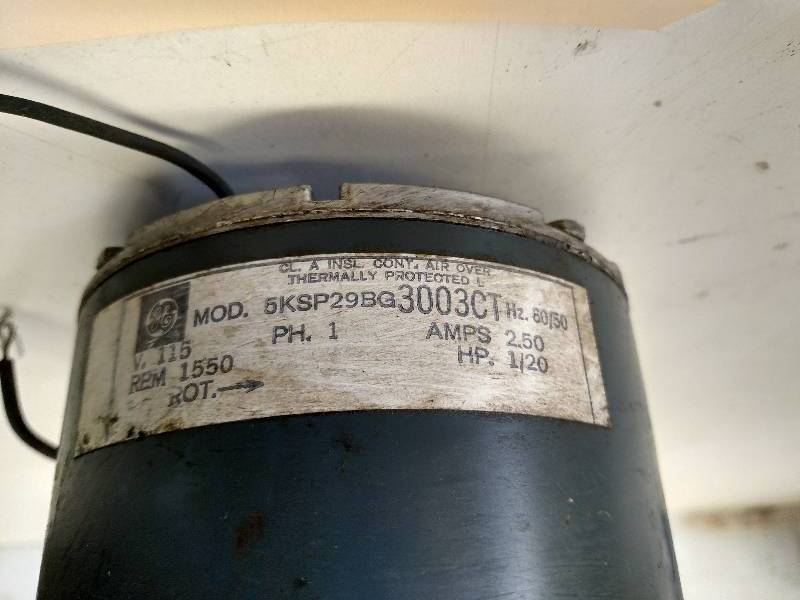 CL. A INSL. CONT. AIR OVER
THERMALLY PROTECTED L
GE MOD. 5KSP29BG3003CT Hz. 60/50
V. 115 PH. 1 AMPS 2.50
RPM 1550 HP. 1/20
ROT.